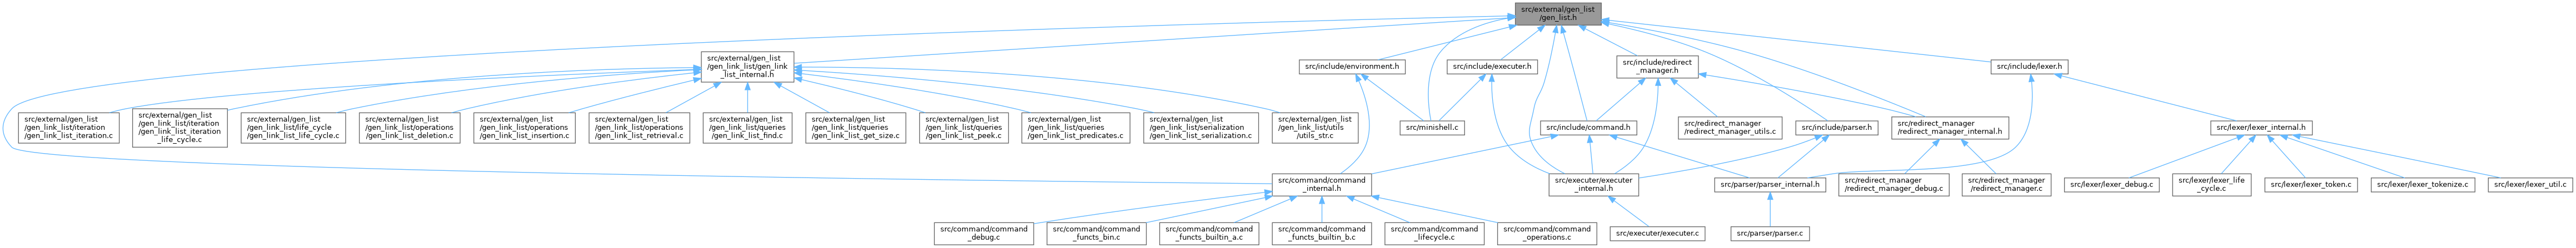 src/external/gen_list
/gen_list.h
src/external/gen_list
/gen_link_list/gen_link
_list_internal.h
src/include/environment.h
src/include/executer.h
src/include/redirect
_manager.h
src/include/lexer.h
src/external/gen_list
/gen_link_list/iteration
/gen_link_list_iteration.c
src/external/gen_list
/gen_link_list/iteration
/gen_link_list_iteration
_life_cycle.c
src/external/gen_list
/gen_link_list/life_cycle
/gen_link_list_life_cycle.c
src/external/gen_list
/gen_link_list/operations
/gen_link_list_deletion.c
src/external/gen_list
/gen_link_list/operations
/gen_link_list_insertion.c
src/external/gen_list
/gen_link_list/operations
/gen_link_list_retrieval.c
src/external/gen_list
/gen_link_list/queries
/gen_link_list_find.c
src/external/gen_list
/gen_link_list/queries
/gen_link_list_get_size.c
src/external/gen_list
/gen_link_list/queries
/gen_link_list_peek.c
src/external/gen_list
/gen_link_list/queries
/gen_link_list_predicates.c
src/external/gen_list
/gen_link_list/serialization
/gen_link_list_serialization.c
src/external/gen_list
/gen_link_list/utils
/utils_str.c
src/minishell.c
src/include/command.h
src/redirect_manager
/redirect_manager_utils.c
src/include/parser.h
src/redirect_manager
/redirect_manager_internal.h
src/lexer/lexer_internal.h
src/command/command
_internal.h
src/executer/executer
_internal.h
src/parser/parser_internal.h
src/redirect_manager
/redirect_manager_debug.c
src/redirect_manager
/redirect_manager.c
src/lexer/lexer_debug.c
src/lexer/lexer_life
_cycle.c
src/lexer/lexer_token.c
src/lexer/lexer_tokenize.c
src/lexer/lexer_util.c
src/command/command
_debug.c
src/command/command
_functs_bin.c
src/command/command
_functs_builtin_a.c
src/command/command
_functs_builtin_b.c
src/command/command
_lifecycle.c
src/command/command
_operations.c
src/executer/executer.c
src/parser/parser.c